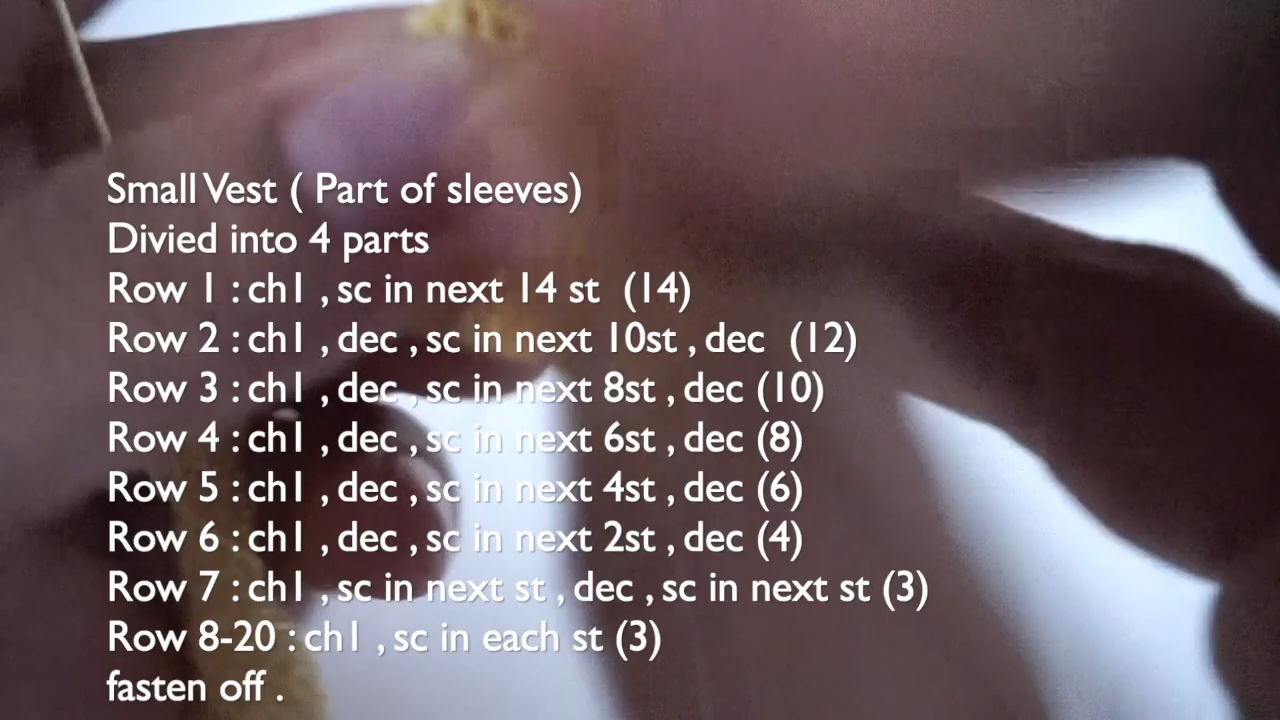 Small Vest ( Part of sleeves)
Divied into 4 parts
Row 1 : ch1 , sc in next 14 st (14)
Row 2 : ch1 , dec , sc in next 10st , dec (12)
Row 3 : ch1 , dec , sc in next 8st , dec (10)
Row 4 : ch1 , dec , sc in next 6st , dec (8)
Row 5 : ch1 , dec , sc in next 4st , dec (6)
Row 6 : ch1 , dec , sc in next 2st , dec (4)
Row 7 : ch1 , sc in next st , dec , sc in next st (3)
Row 8-20 : ch1 , sc in each st (3)
fasten off .